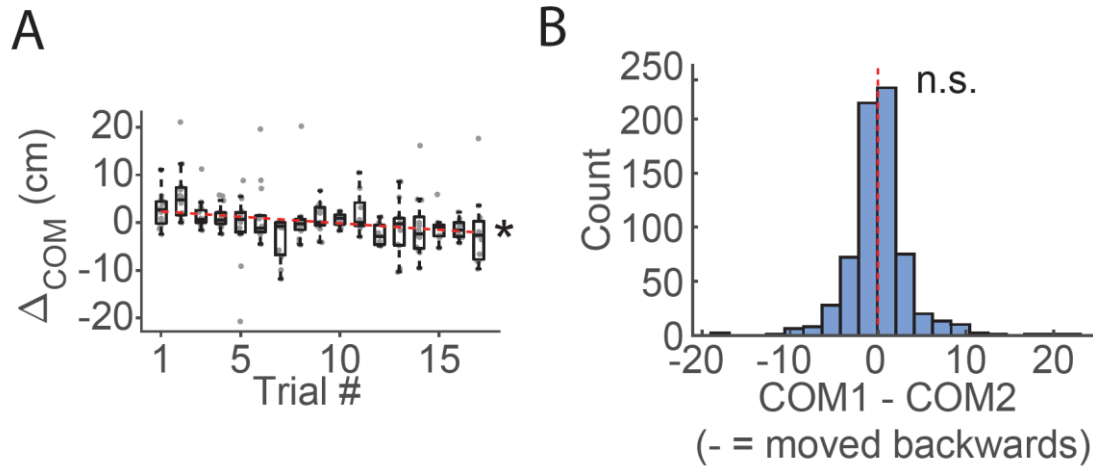 A
ΔCOM (cm)
20
10
0
-10
-20
*
1
5
10
15
Trial #
B
n.s.
Count
250
200
150
100
50
0
-20
-10
0
10
20
COM1 - COM2
(- = moved backwards)